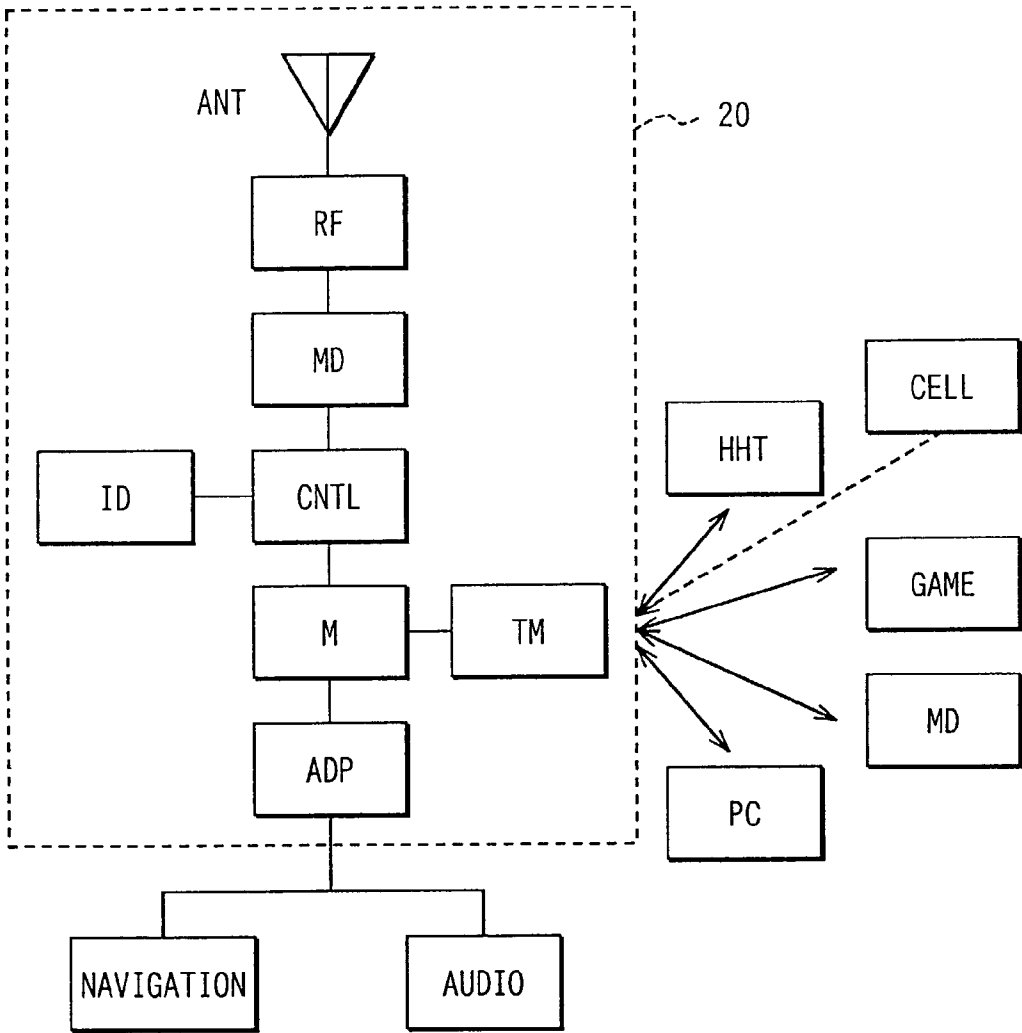 ANT
20
RF
MD
CELL
HHT
ID
CNTL
GAME
M
TM
MD
ADP
PC
NAVIGATION
AUDIO